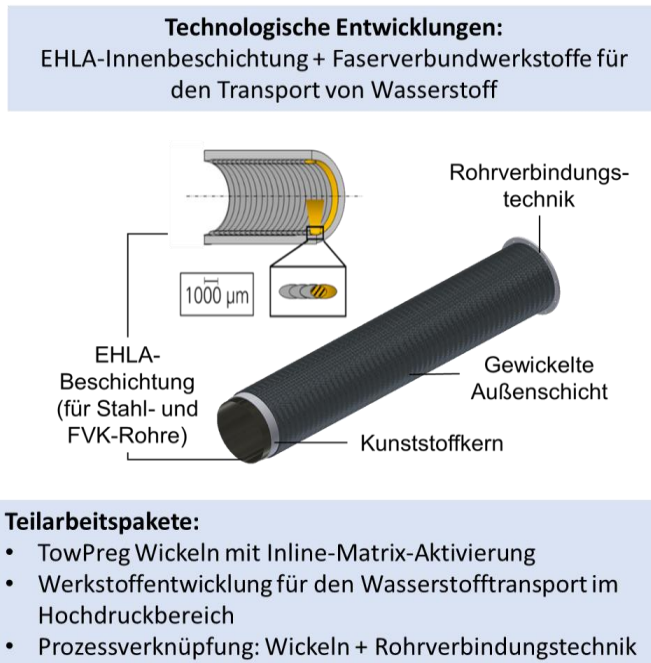 Technologische Entwicklungen:
EHLA-Innenbeschichtung + Faserverbundwerkstoffe für
den Transport von Wasserstoff
Rohrverbindungs-
technik
1000 µm
EHLA-
Beschichtung
(für Stahl- und
FVK-Rohre)
Gewickelte
Außenschicht
Kunststoffkern
Teilarbeitspakete:
• TowPreg Wickeln mit Inline-Matrix-Aktivierung
• Werkstoffentwicklung für den Wasserstofftransport im
Hochdruckbereich
• Prozessverknüpfung: Wickeln + Rohrverbindungstechnik